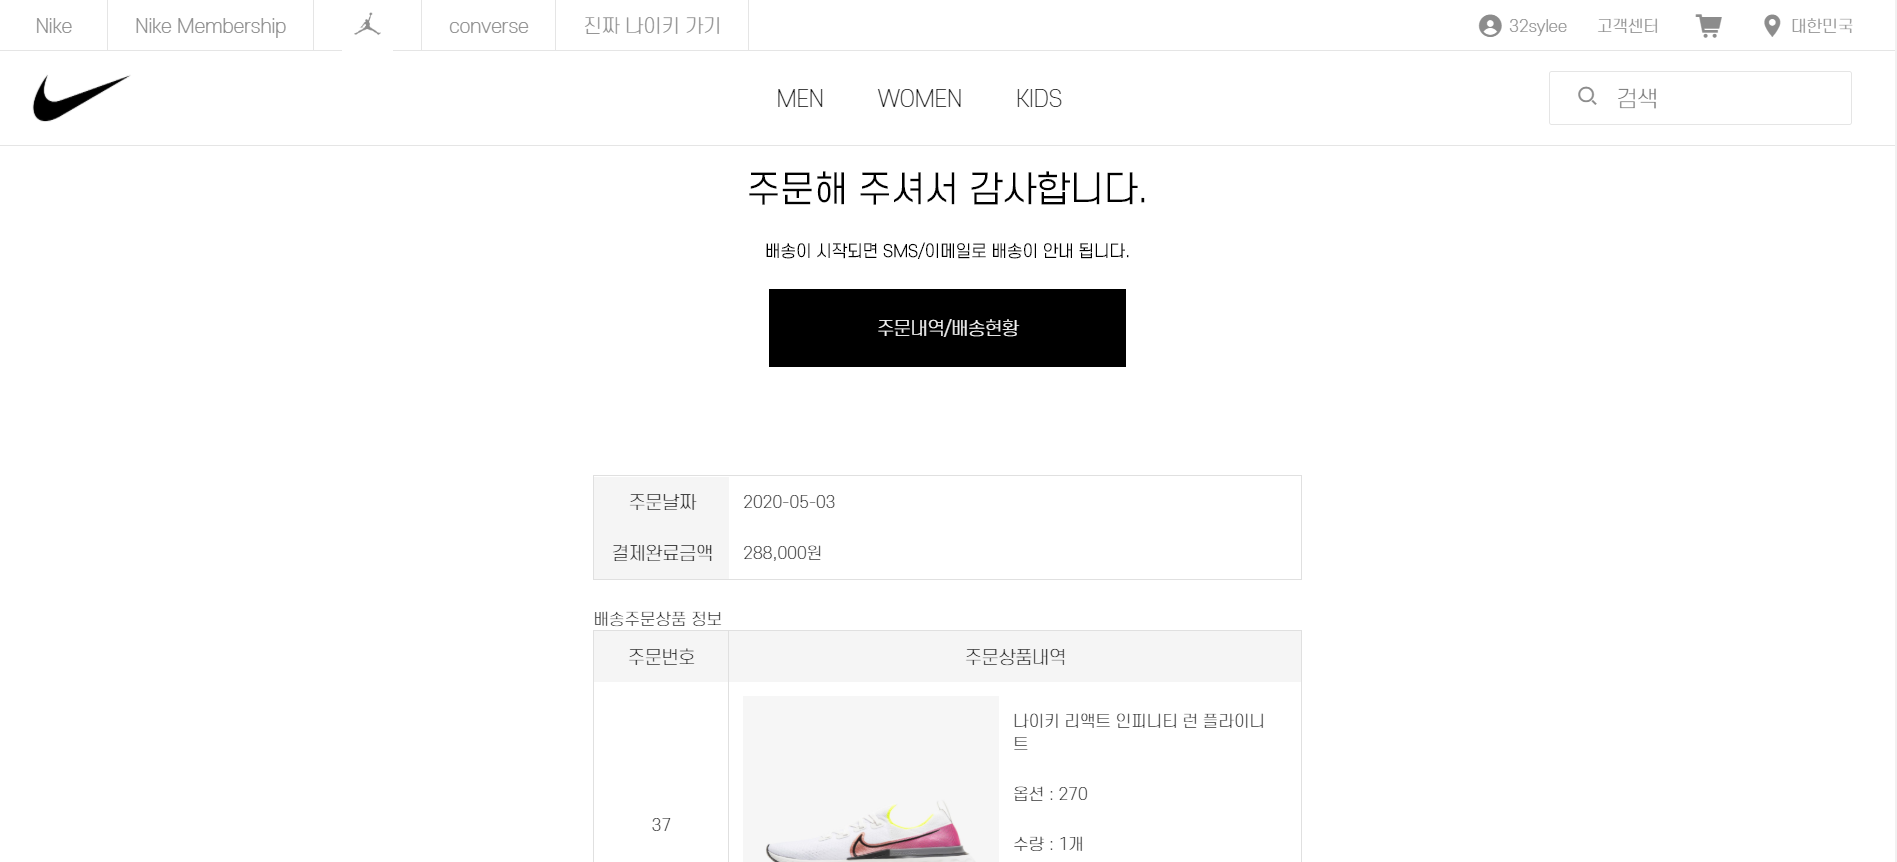 Nike
Nike Membership
converse
진짜 나이키 가기
32sylee
고객센터
대한민국
MEN
WOMEN
KIDS
검색
주문해 주셔서 감사합니다.
배송이 시작되면 SMS/이메일로 배송이 안내 됩니다.
주문내역/배송현황
주문날짜
2020-05-03
결제완료금액
288,000원
배송주문상품 정보
주문번호
주문상품내역
나이키 리액트 인피니티 런 플라이니
트
옵션 : 270
37
수량 : 1개